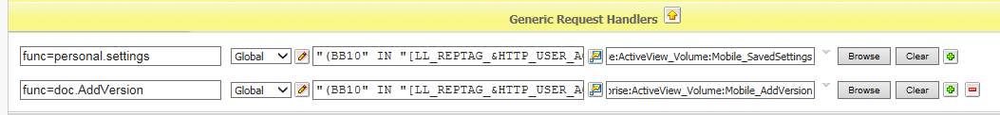 Generic Request Handlers
func=personal.settings Global "(BB10" IN "[LL_REPTAG_&HTTP_USER_A e:ActiveView_Volume:Mobile_SavedSettings Browse Clear
func=doc.AddVersion Global "(BB10" IN "[LL_REPTAG_&HTTP_USER_A prise:ActiveView_Volume:Mobile_AddVersion Browse Clear